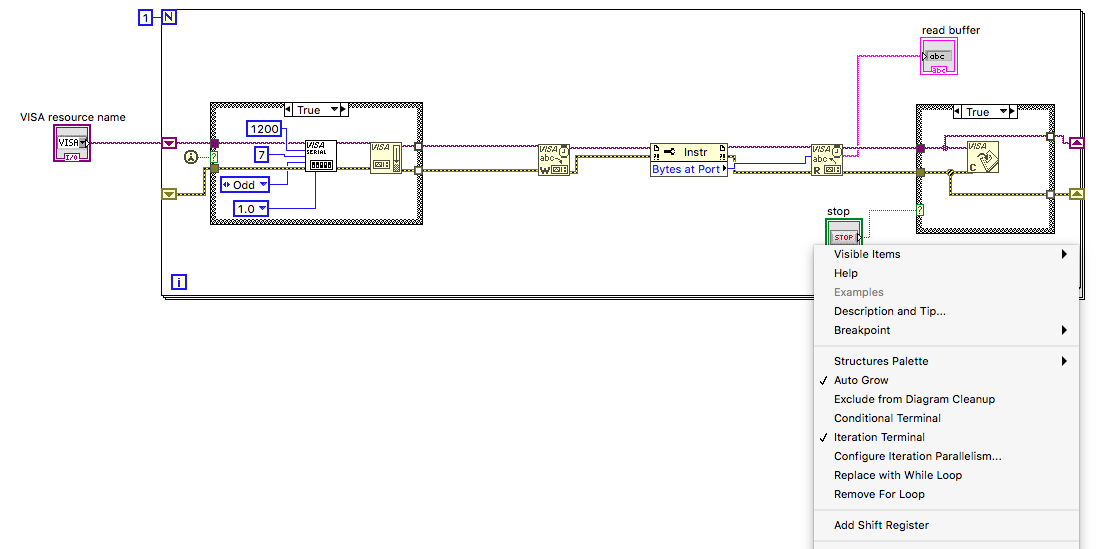 1
N
read buffer
abc
abc
VISA resource name
VISA
I/O
True
1200
7
Odd
1.0
VISA
SERIAL
VISA
?
VISA
abc
W
Instr
Bytes at Port
VISA
abc
R
True
VISA
C
?
stop
STOP
i
Visible Items
Help
Examples
Description and Tip...
Breakpoint
Structures Palette
Auto Grow
Exclude from Diagram Cleanup
Conditional Terminal
Iteration Terminal
Configure Iteration Parallelism...
Replace with While Loop
Remove For Loop
Add Shift Register